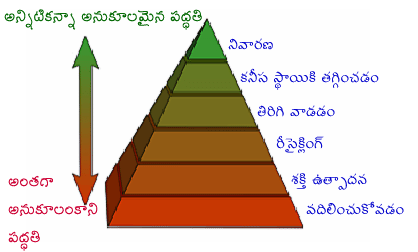 అన్నిటికన్నా అనుకూలమైన పద్ధతి
నివారణ
కనీస స్థాయికి తగ్గించడం
తిరిగి వాడడం
రీసైక్లింగ్
శక్తి ఉత్పాదన
వదిలించుకోవడం
అంతగా
అనుకూలంకాని
పద్ధతి